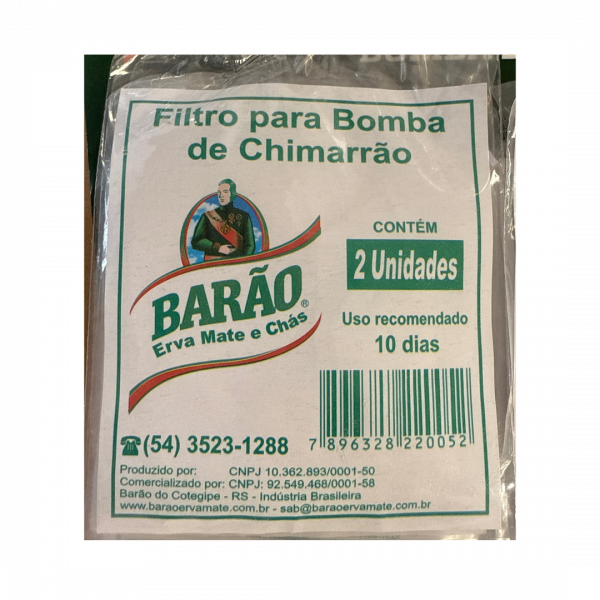 Filtro para Bomba
de Chimarrão
BARÃO®
Erva Mate e Chás
CONTÉM
2 Unidades
Uso recomendado
10 dias
☎(54) 3523-1288
7 896328 220052
Produzido por: CNPJ 10.362.893/0001-50
Comercializado por: CNPJ: 92.549.468/0001-58
Barão do Cotegipe - RS - Indústria Brasileira
www.baraoervamate.com.br - sab@baraoervamate.com.br